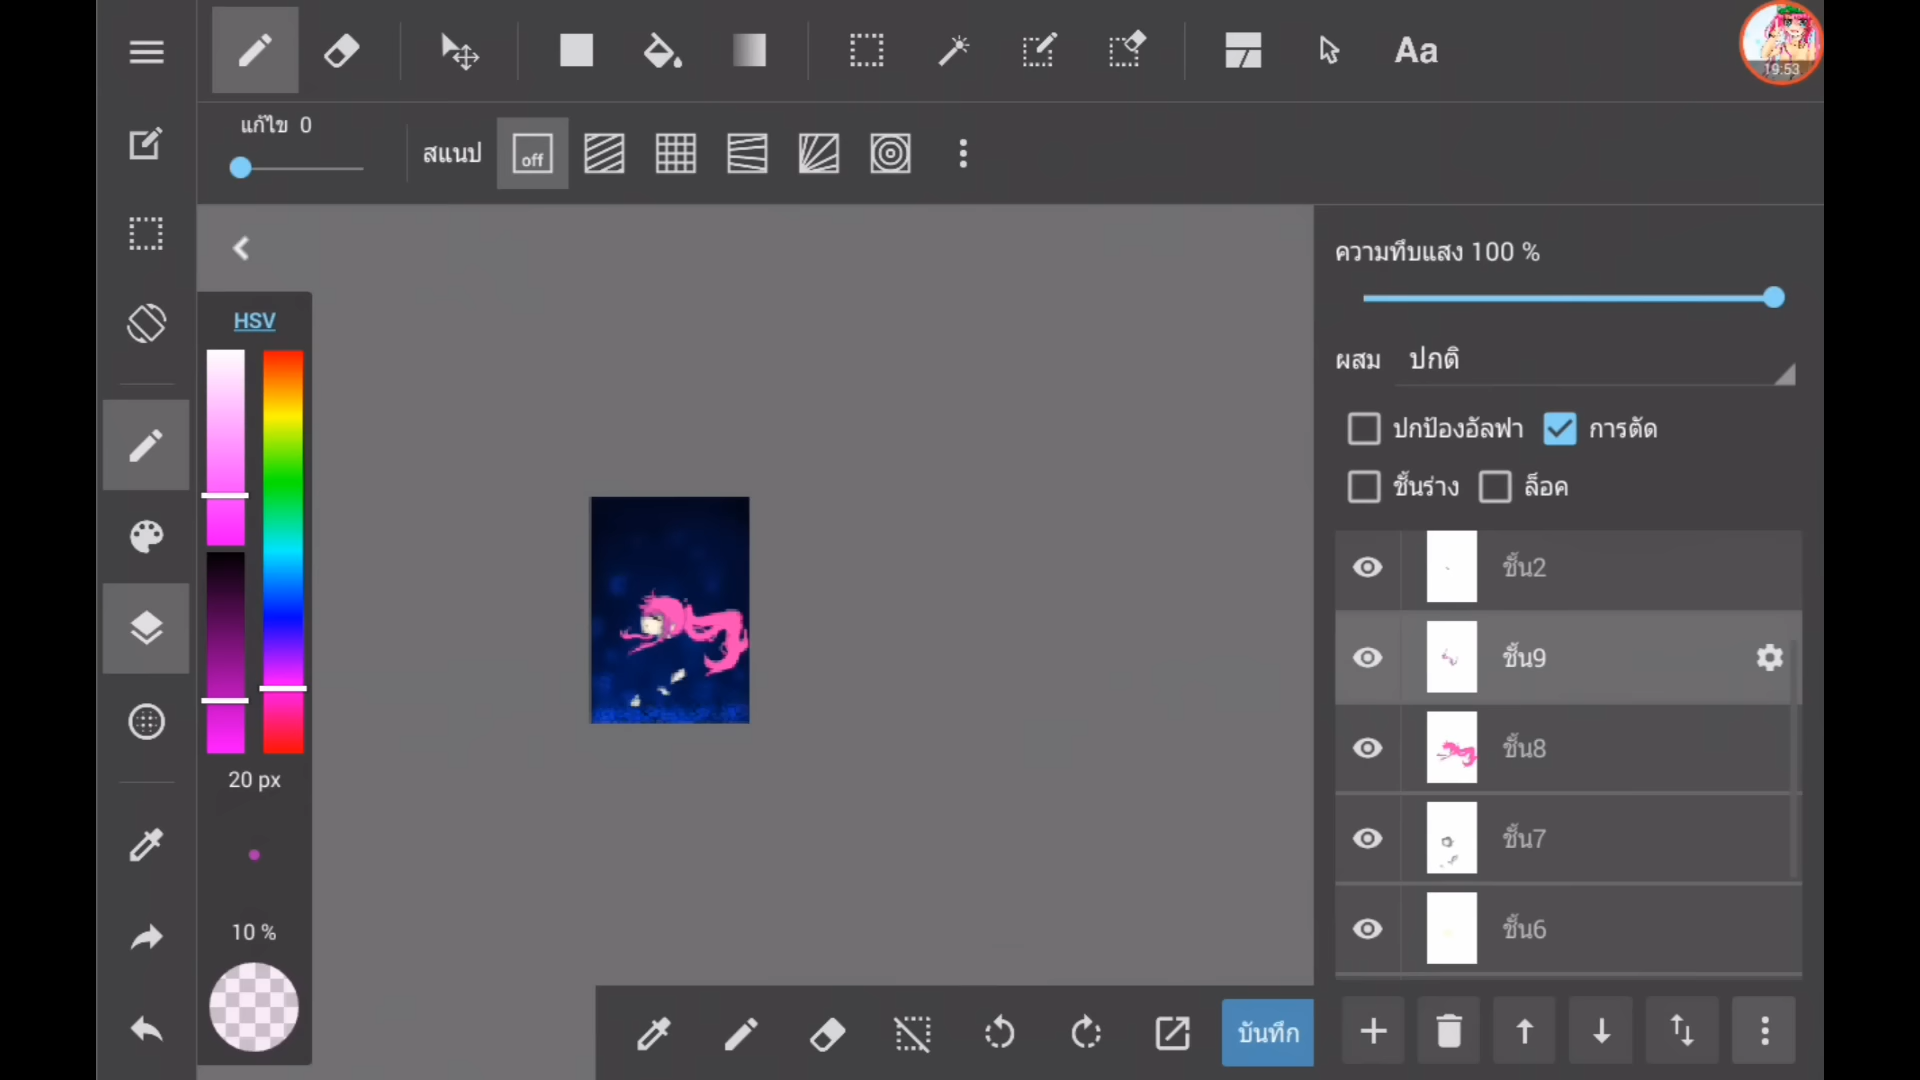 Aa
19:53
แก้ไข 0
สแนป
off
HSV
20 px
10 %
ความทึบแสง 100 %
ผสม ปกติ
ปกป้องอัลฟา การตัด
ชั้นร่าง ล็อค
ชั้น2
ชั้น9
ชั้น8
ชั้น7
ชั้น6
บันทึก